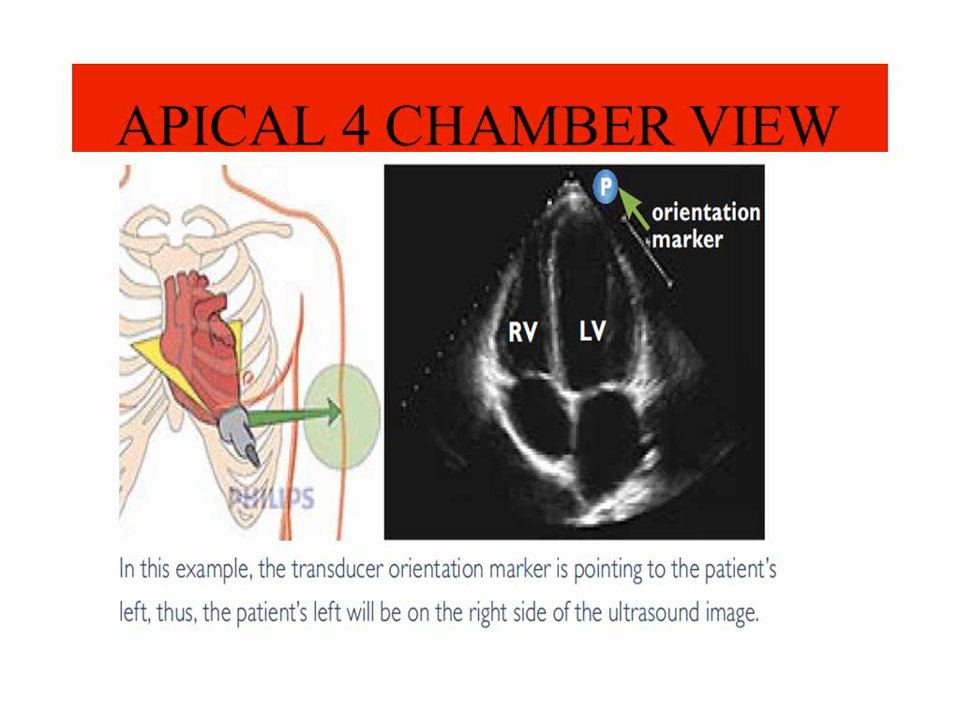 APICAL 4 CHAMBER VIEW
P
orientation
marker
RV LV
PHILLPS
In this example, the transducer orientation marker is pointing to the patient's
left, thus, the patient's left will be on the right side of the ultrasound image.